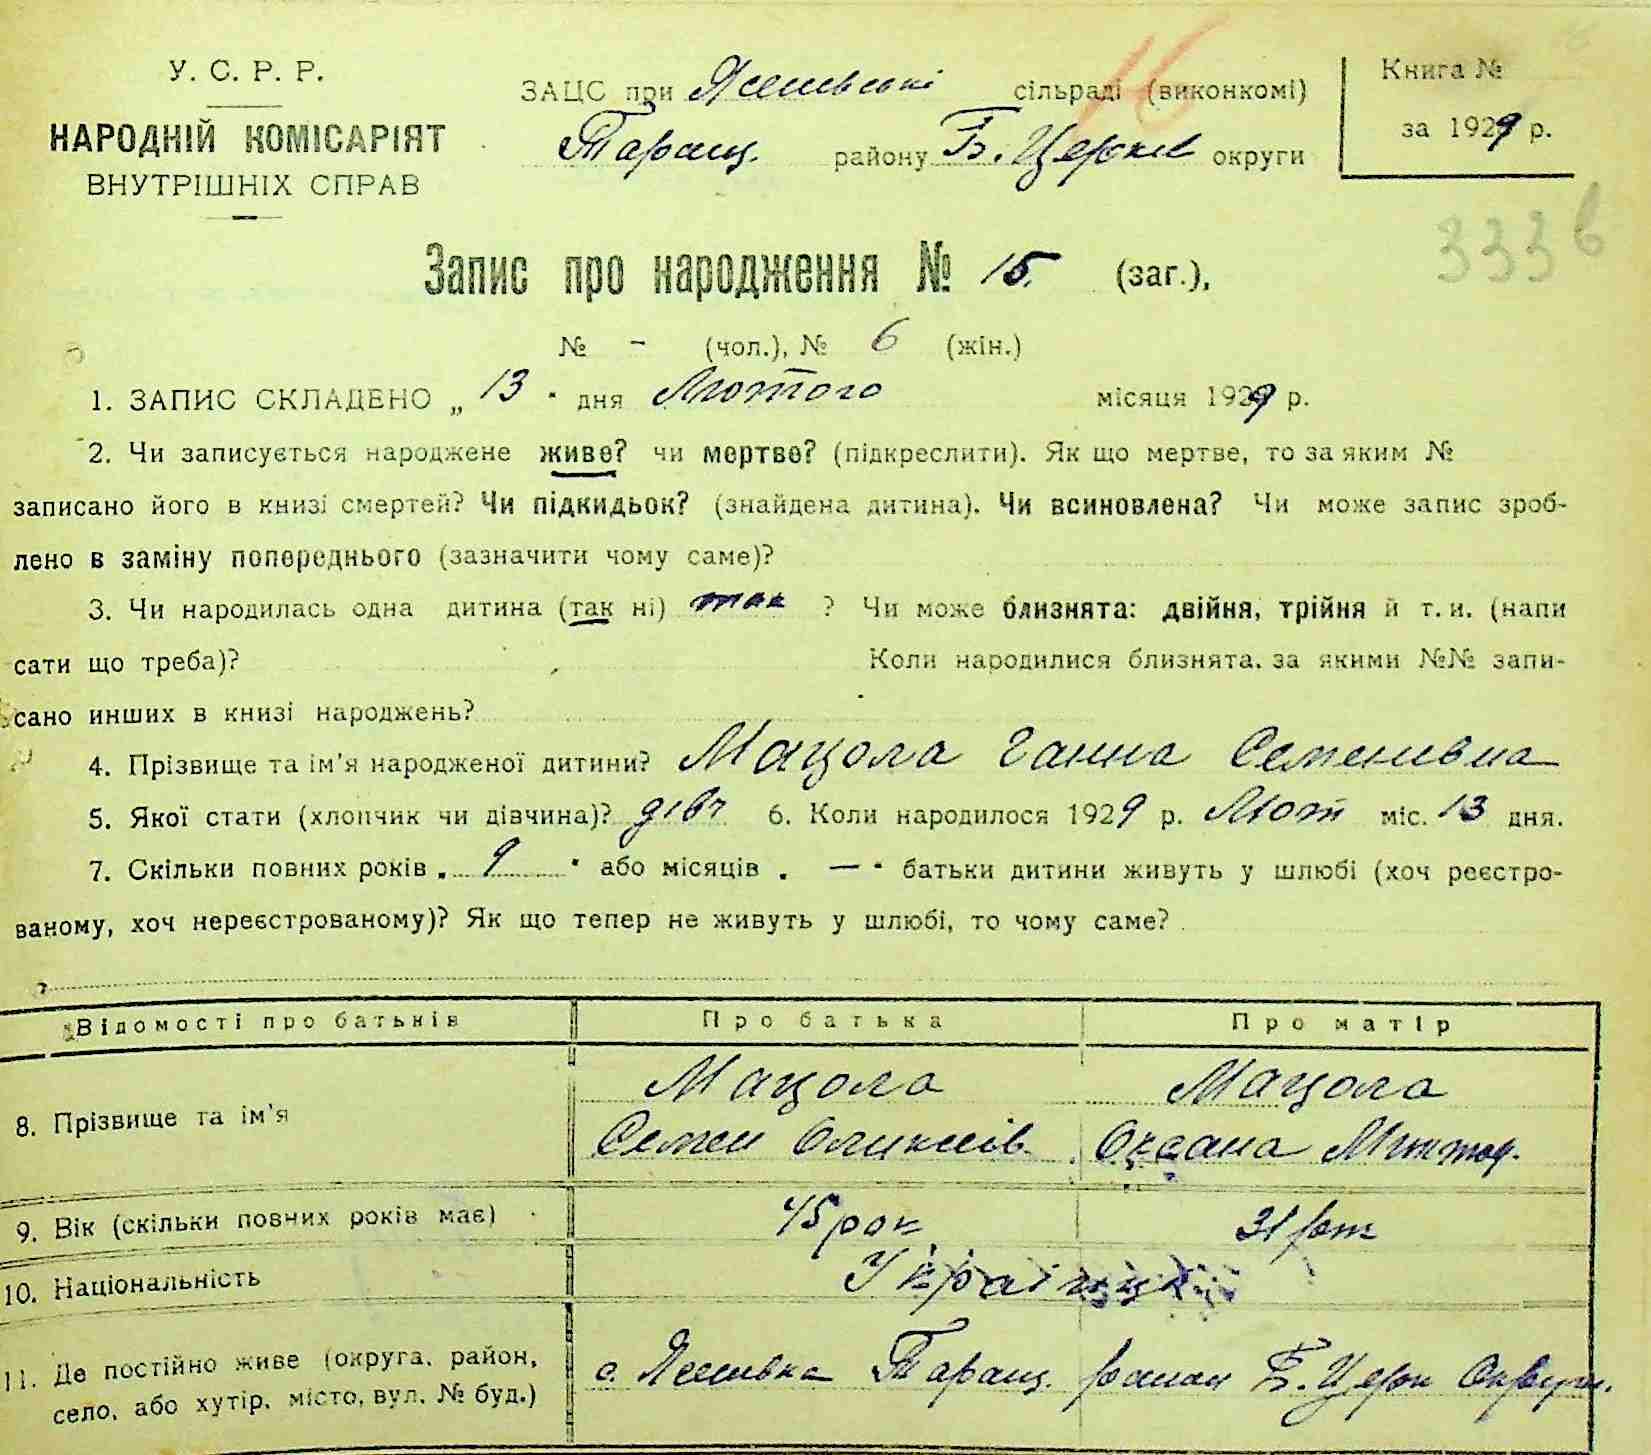 У. С. Р. Р.
НАРОДНІЙ КОМІСАРІЯТ
ВНУТРІШНІХ СПРАВ
ЗАЦС при сільраді (виконкомі)
Таращ. району Б. Церків округи
16
Книга №
за 1929 р.
333 6
Запис про народження № 15. (заг.),
№ - (чол.), № 6 (жін.)
1. ЗАПИС СКЛАДЕНО „ 13 " дня Лютого місяця 1929 р.
2. Чи записується народжене живе? чи мертве? (підкреслити). Як що мертве, то за яким №
записано його в книзі смертей? Чи підкидьок? (знайдена дитина). Чи всиновлена? Чи може запис зроб-
лено в заміну попереднього (зазначити чому саме)?
3. Чи народилась одна дитина (так ні) так ? Чи може близнята: двійня, трійня й т. и. (напи
сати що треба)? Коли народилися близнята, за якими №№ запи-
сано инших в книзі народжень?
4. Прізвище та ім'я народженої дитини? Мацола Ганна Семенівна
5. Якої стати (хлопчик чи дівчина)? дівч 6. Коли народилося 1929 р. Лют міс. 13 дня.
7. Скільки повних років „ 9 " або місяців „ — " батьки дитини живуть у шлюбі (хоч реєстро-
ваному, хоч нереєстрованому)? Як що тепер не живуть у шлюбі, то чому саме?
?
Відомості про батьків Про батька Про матір
8. Прізвище та ім'я Мацола Мацола
Семен Олексіїв. Оксана
9. Вік (скільки повних років має) 45 рок 31 рок
10. Національність
11. Де постійно живе (округа, район,
село, або хутір, місто, вул. № буд.) с. Таращ. район Б. Церк Округи.